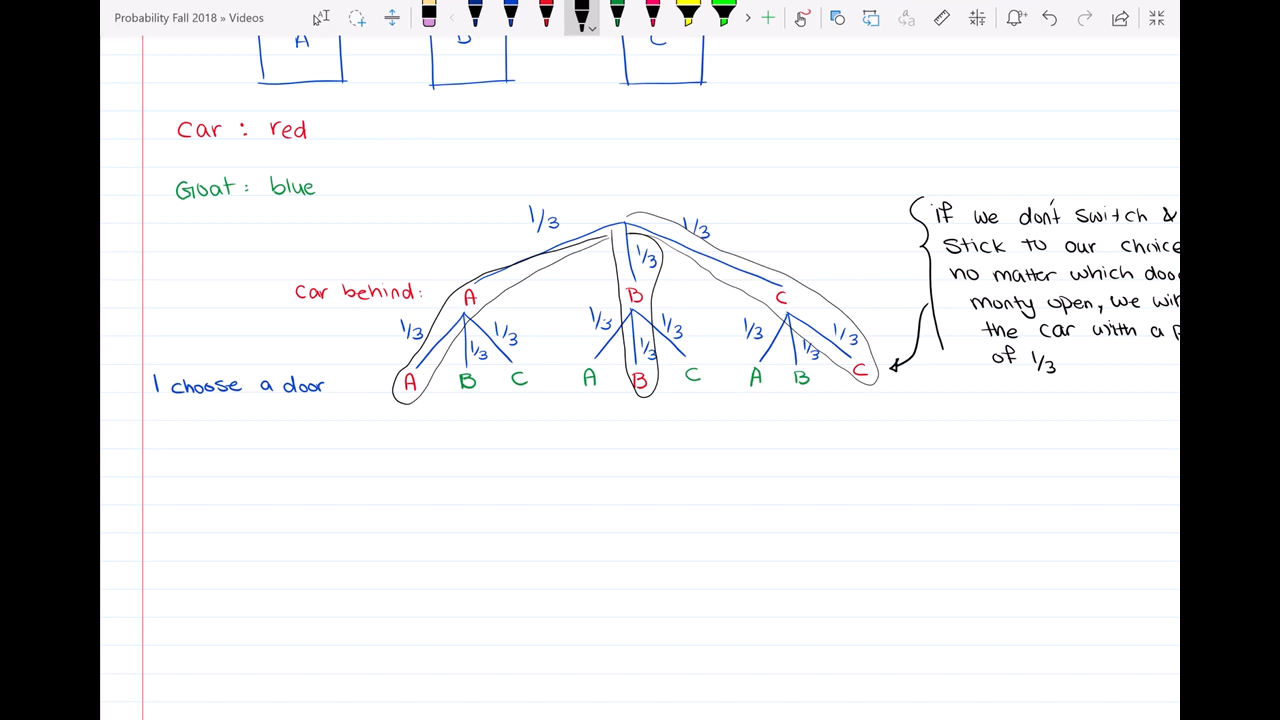 Probability Fall 2018 » Videos
A B C
Car : red
Goat : blue
1/3 1/3 1/3
if we don't switch &
stick to our choice
no matter which
monty open, we
the car with a
of 1/3
Car behind: A B C
1/3 1/3 1/3 1/3 1/3 1/3 1/3 1/3 1/3
I choose a door A B C A B C A B C